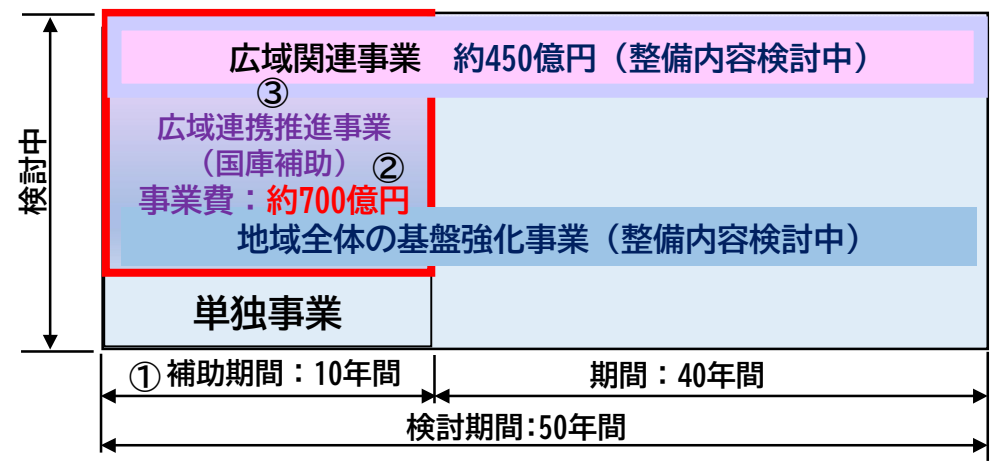 広域関連事業 約450億円（整備内容検討中）
③
広域連携推進事業
（国庫補助） ②
事業費：約700億円
地域全体の基盤強化事業（整備内容検討中）
検討中
単独事業
①補助期間：10年間
期間：40年間
検討期間:50年間